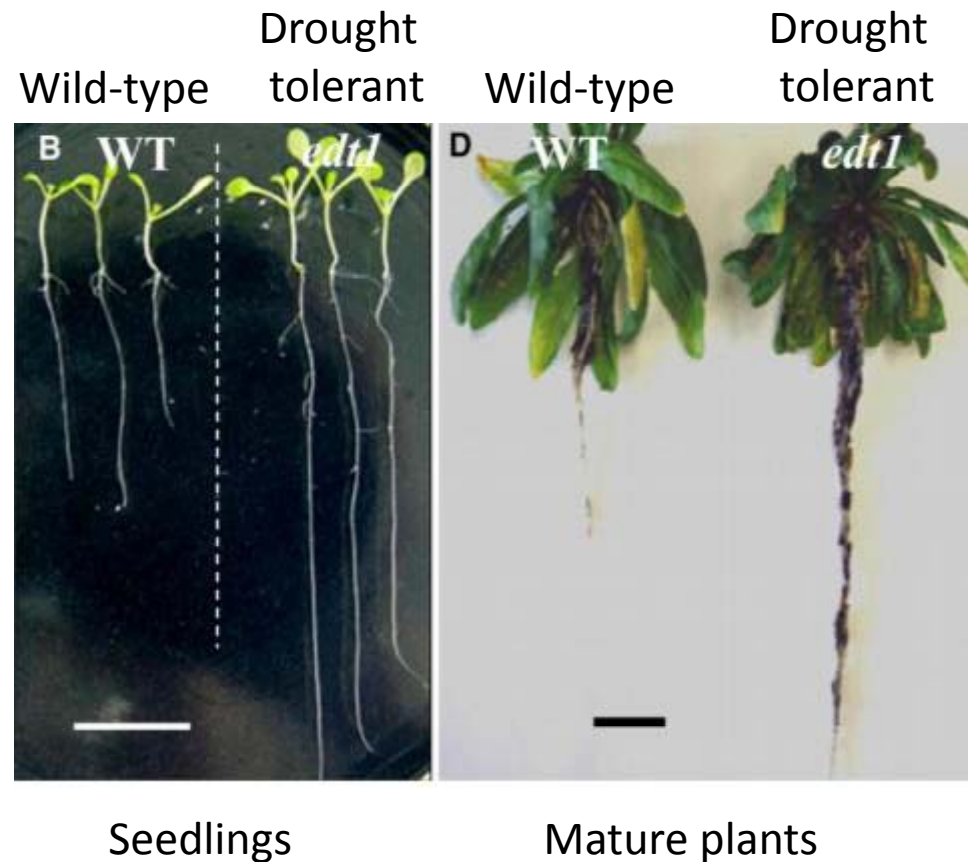 Wild-type
Drought
tolerant
Wild-type
Drought
tolerant
B WT edt1
D WT edt1
Seedlings
Mature plants